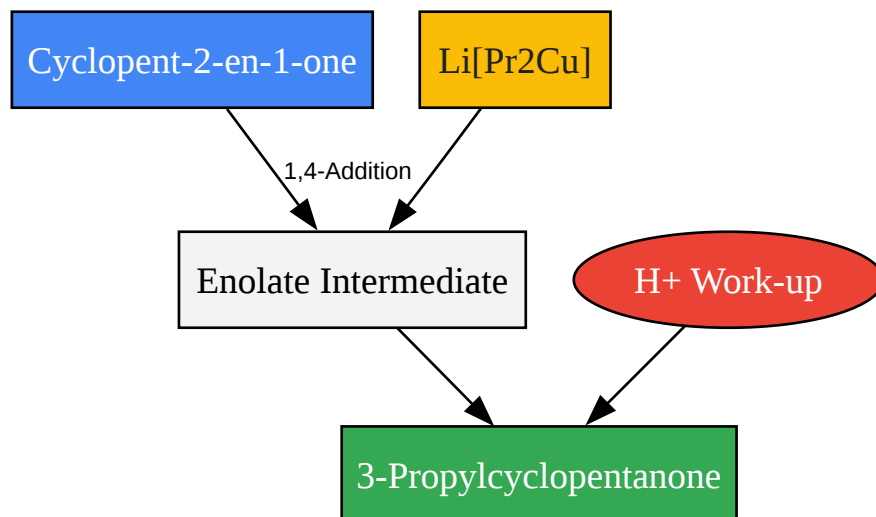 Cyclopent-2-en-1-one
Li[Pr2Cu]
1,4-Addition
Enolate Intermediate
H+ Work-up
3-Propylcyclopentanone